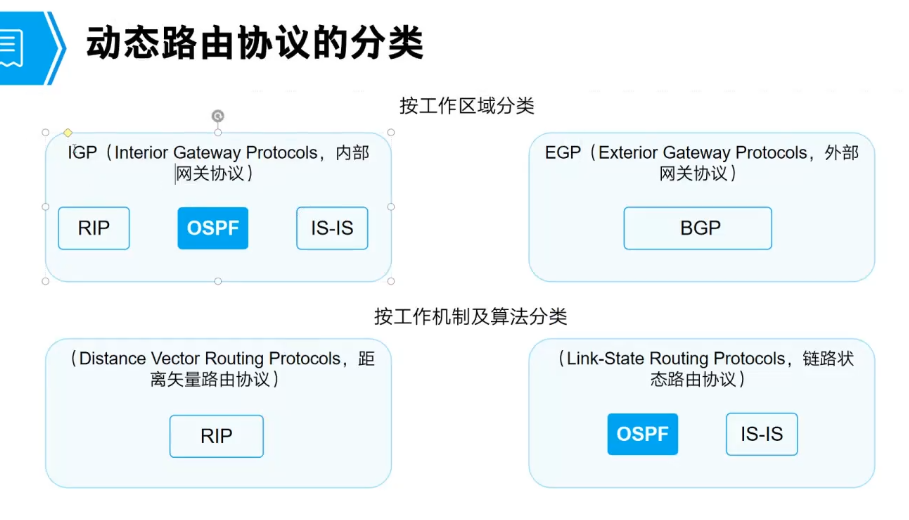 动态路由协议的分类
按工作区域分类
IGP（Interior Gateway Protocols，内部
网关协议）
RIP
OSPF
IS-IS
EGP（Exterior Gateway Protocols，外部
网关协议）
BGP
按工作机制及算法分类
（Distance Vector Routing Protocols，距
离矢量路由协议）
RIP
（Link-State Routing Protocols，链路状
态路由协议）
OSPF
IS-IS